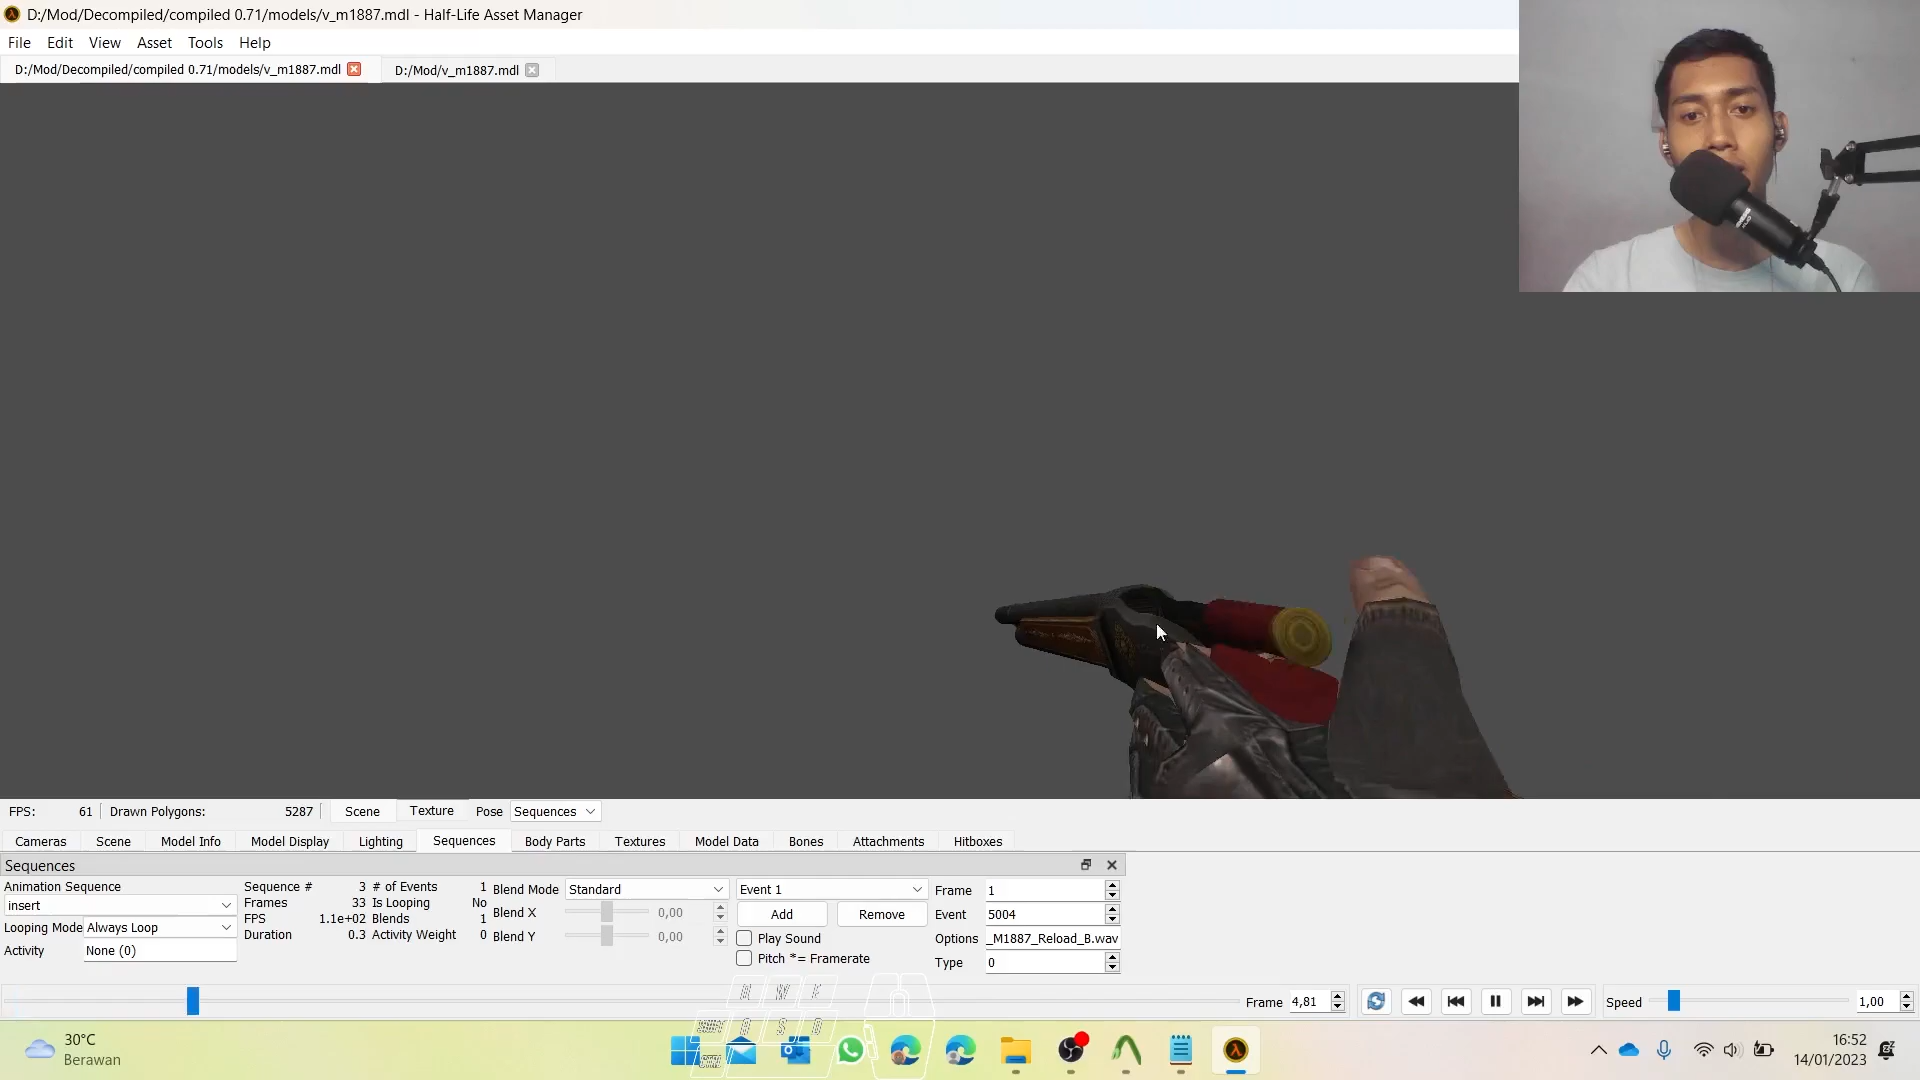 D:/Mod/Decompiled/compiled 0.71/models/v_m1887.mdl - Half-Life Asset Manager
File Edit View Asset Tools Help
D:/Mod/Decompiled/compiled 0.71/models/v_m1887.mdl D:/Mod/v_m1887.mdl
FPS: 61 Drawn Polygons: 5287 Scene Texture Pose Sequences
Cameras Scene Model Info Model Display Lighting Sequences Body Parts Textures Model Data Bones Attachments Hitboxes
Sequences
Animation Sequence Sequence # 3 # of Events 1 Blend Mode Standard Event 1 Frame 1
insert Frames 33 Is Looping No Blend X 0,00 Add Remove Event 5004
Looping Mode Always Loop FPS 1.1e+02 Blends 1 Blend Y 0,00 Play Sound Options _M1887_Reload_B.wav
Activity None (0) Duration 0.3 Activity Weight 0 Pitch *= Framerate Type 0
Frame 4,81 Speed 1,00
30°C
Berawan
16:52
14/01/2023